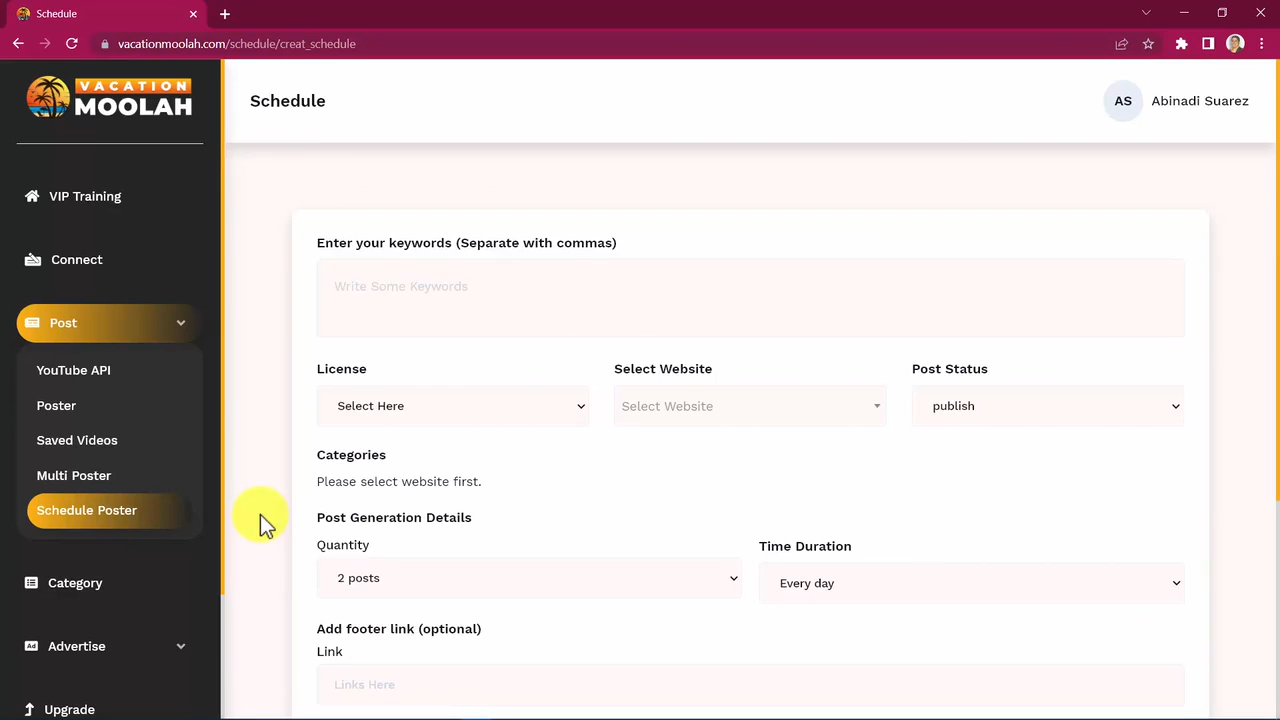 Schedule
vacationmoolah.com/schedule/creat_schedule
VACATION
MOOLAH
Schedule
AS
Abinadi Suarez
VIP Training
Connect
Post
YouTube API
Poster
Saved Videos
Multi Poster
Schedule Poster
Category
Advertise
Upgrade
Enter your keywords (Separate with commas)
Write Some Keywords
License
Select Website
Post Status
Select Here
Select Website
publish
Categories
Please select website first.
Post Generation Details
Quantity
Time Duration
2 posts
Every day
Add footer link (optional)
Link
Links Here